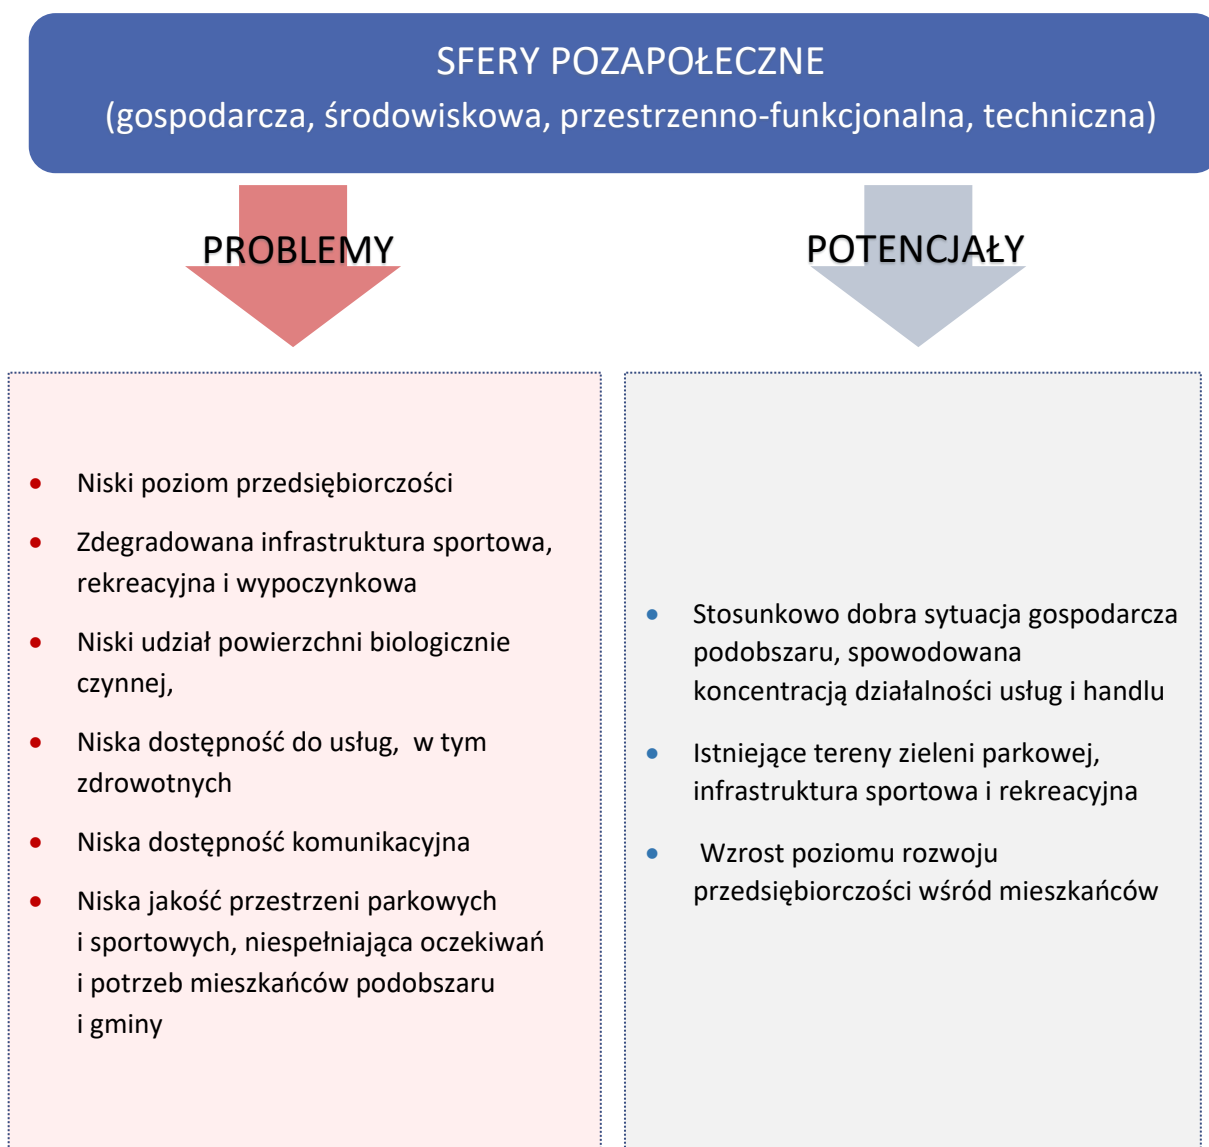 SFERY POZAPOŁECZNE
(gospodarcza, środowiskowa, przestrzenno-funkcjonalna, techniczna)
PROBLEMY
POTENCJAŁY
• Niski poziom przedsiębiorczości
• Zdegradowana infrastruktura sportowa,
rekreacyjna i wypoczynkowa
• Niski udział powierzchni biologicznie
czynnej,
• Niska dostępność do usług, w tym
zdrowotnych
• Niska dostępność komunikacyjna
• Niska jakość przestrzeni parkowych
i sportowych, niespełniająca oczekiwań
i potrzeb mieszkańców podobszaru
i gminy
• Stosunkowo dobra sytuacja gospodarcza
podobszaru, spowodowana
koncentracją działalności usług i handlu
• Istniejące tereny zieleni parkowej,
infrastruktura sportowa i rekreacyjna
• Wzrost poziomu rozwoju
przedsiębiorczości wśród mieszkańców